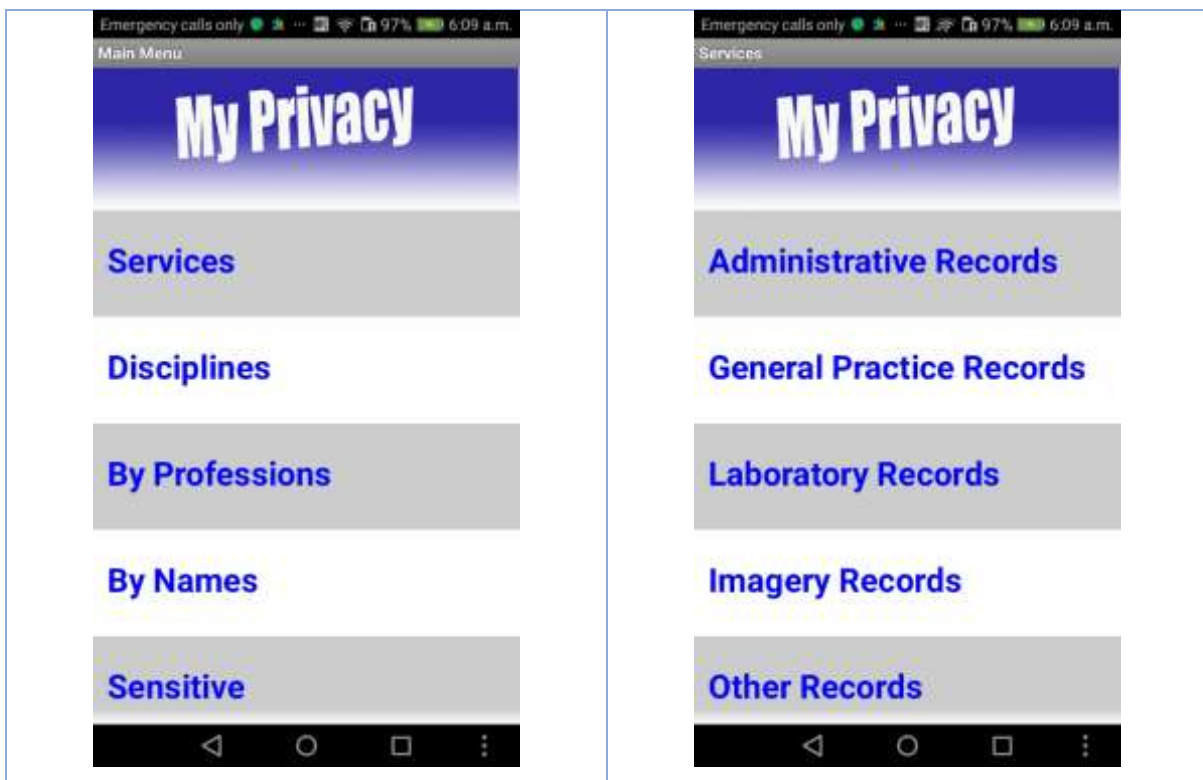 Emergency calls only 97% 6:09 a.m.
Main Menu
My Privacy
Services
Disciplines
By Professions
By Names
Sensitive
Emergency calls only 97% 6:09 a.m.
Services
My Privacy
Administrative Records
General Practice Records
Laboratory Records
Imagery Records
Other Records